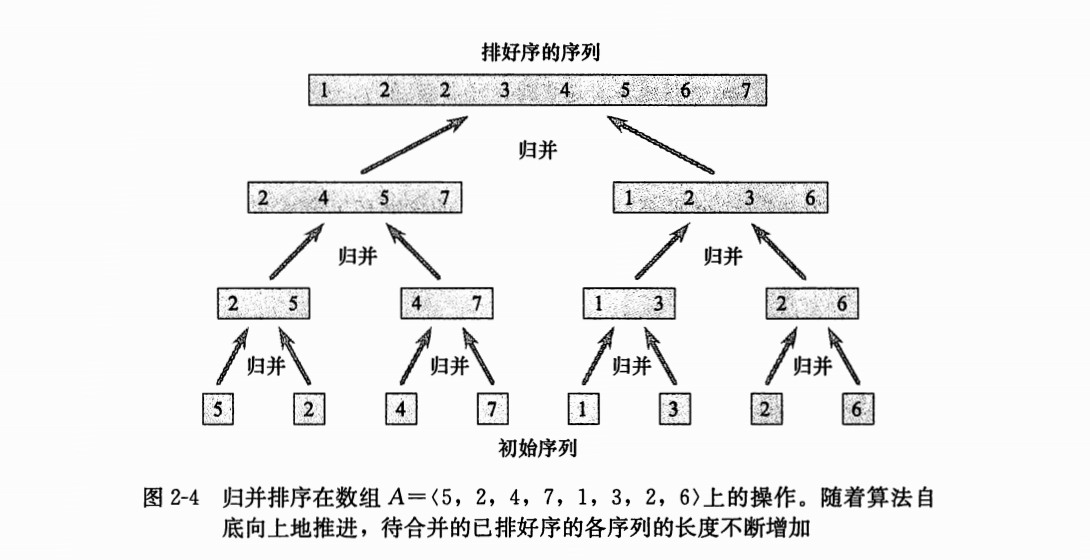 排好序的序列
1 2 2 3 4 5 6 7
归并
2 4 5 7 1 2 3 6
归并 归并
2 5 4 7 1 3 2 6
归并 归并 归并 归并
5 2 4 7 1 3 2 6
初始序列
图 2-4 归并排序在数组 A=〈5, 2, 4, 7, 1, 3, 2, 6〉上的操作。随着算法自
底向上地推进，待合并的已排好序的各序列的长度不断增加